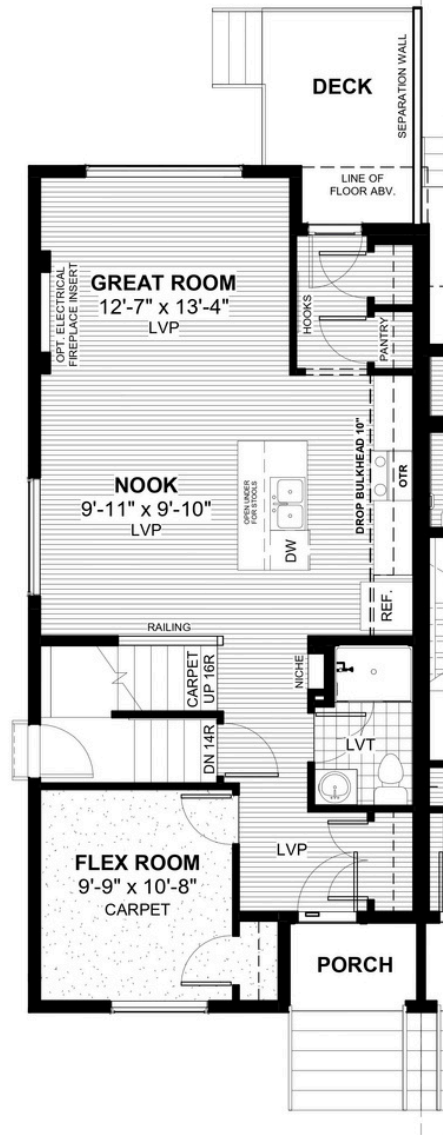 DECK
SEPARATION WALL
LINE OF
FLOOR ABV.
GREAT ROOM
12'-7" x 13'-4"
LVP
OPT. ELECTRICAL
FIREPLACE INSERT
HOOKS
PANTRY
NOOK
9'-11" x 9'-10"
LVP
OPEN UNDER
FOR STOOLS
DW
DROP BULKHEAD 10"
OTR
REF.
RAILING
CARPET
UP 16R
NICHE
DN 14R
LVT
LVP
FLEX ROOM
9'-9" x 10'-8"
CARPET
PORCH